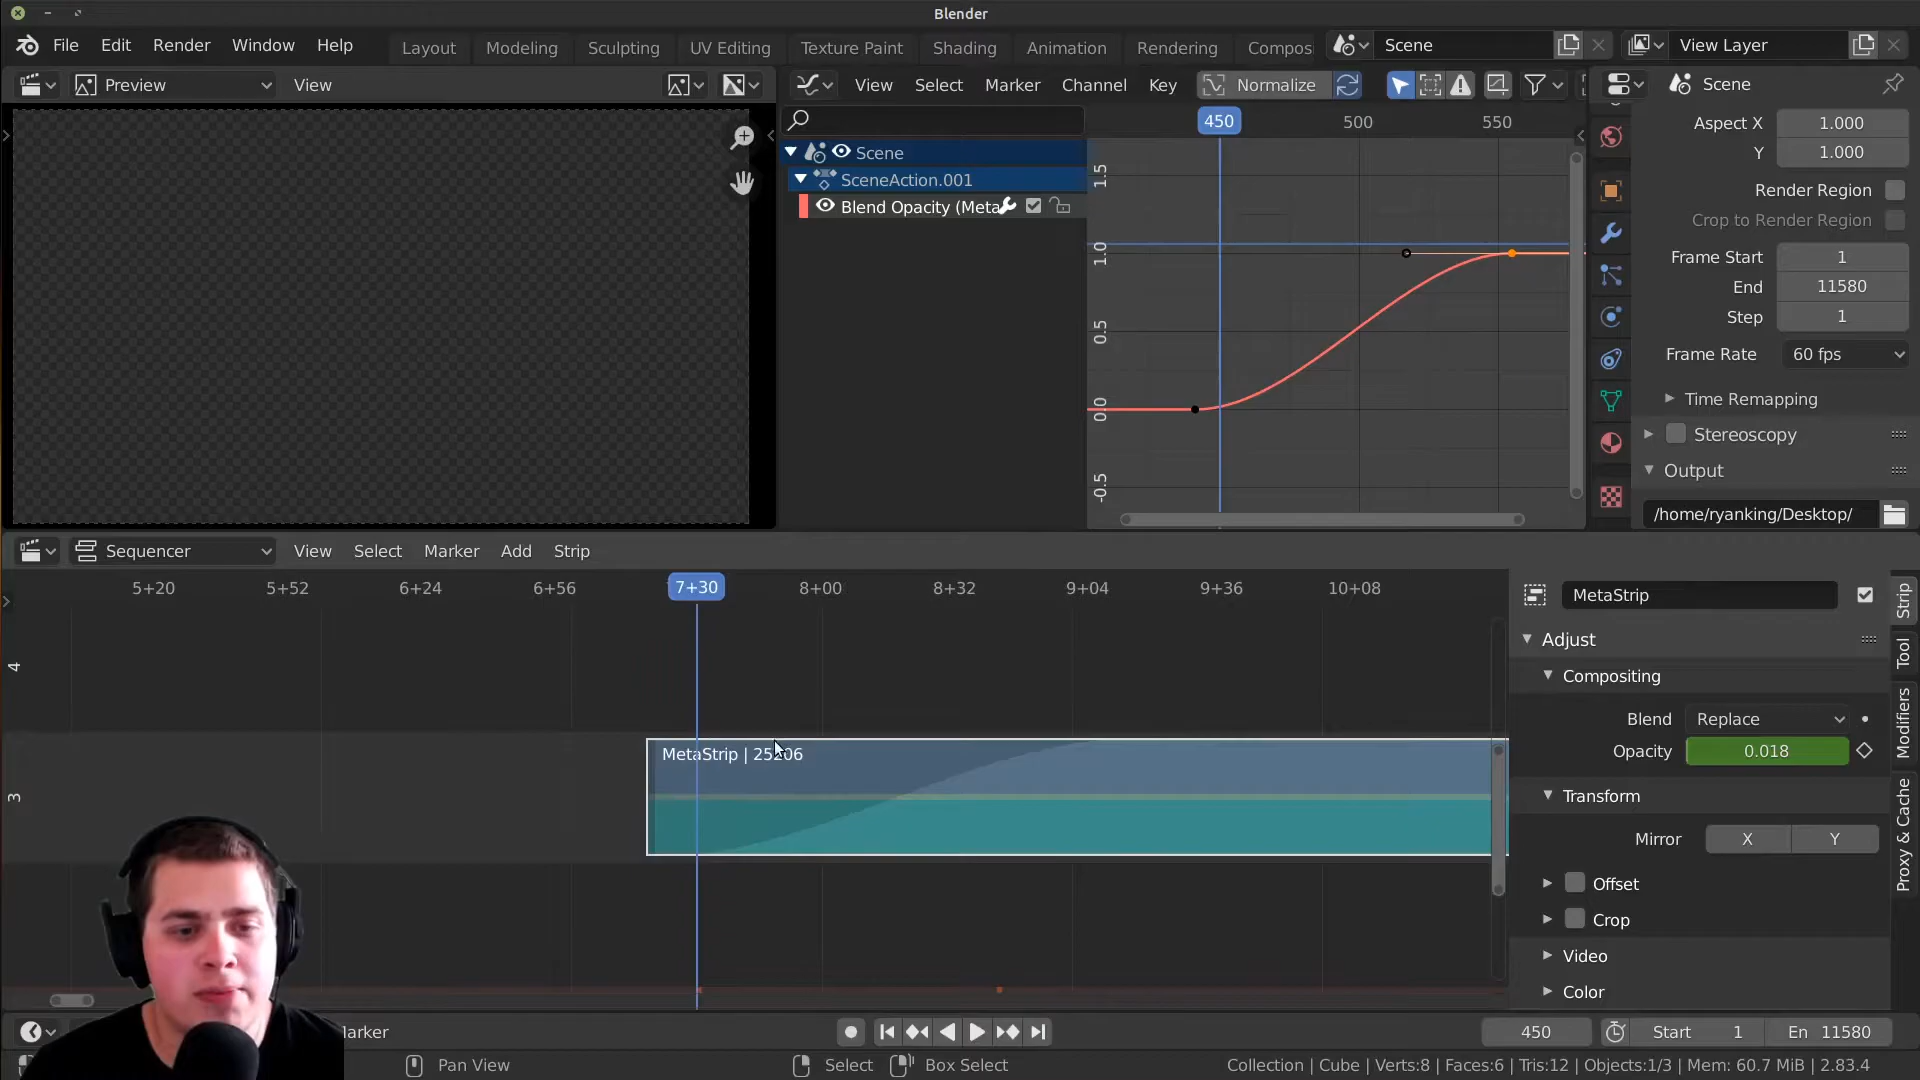 Blender
File Edit Render Window Help
Layout Modeling Sculpting UV Editing Texture Paint Shading Animation Rendering Compos
Scene
View Layer
Preview View
View Select Marker Channel Key Normalize
Scene
450 500 550
Scene
SceneAction.001
Blend Opacity (Meta
1.5
1.0
0.5
0.0
-0.5
Aspect X 1.000
Y 1.000
Render Region
Crop to Render Region
Frame Start 1
End 11580
Step 1
Frame Rate 60 fps
Time Remapping
Stereoscopy
Output
/home/ryanking/Desktop/
Sequencer View Select Marker Add Strip
5+20 5+52 6+24 6+56 7+30 8+00 8+32 9+04 9+36 10+08
4
3
MetaStrip | 25206
MetaStrip
Adjust
Compositing
Blend Replace
Opacity 0.018
Transform
Mirror X Y
Offset
Crop
Video
Color
Strip
Tool
Modifiers
Proxy & Cache
larker
450 Start 1 En 11580
Pan View Select Box Select
Collection | Cube | Verts:8 | Faces:6 | Tris:12 | Objects:1/3 | Mem: 60.7 MiB | 2.83.4